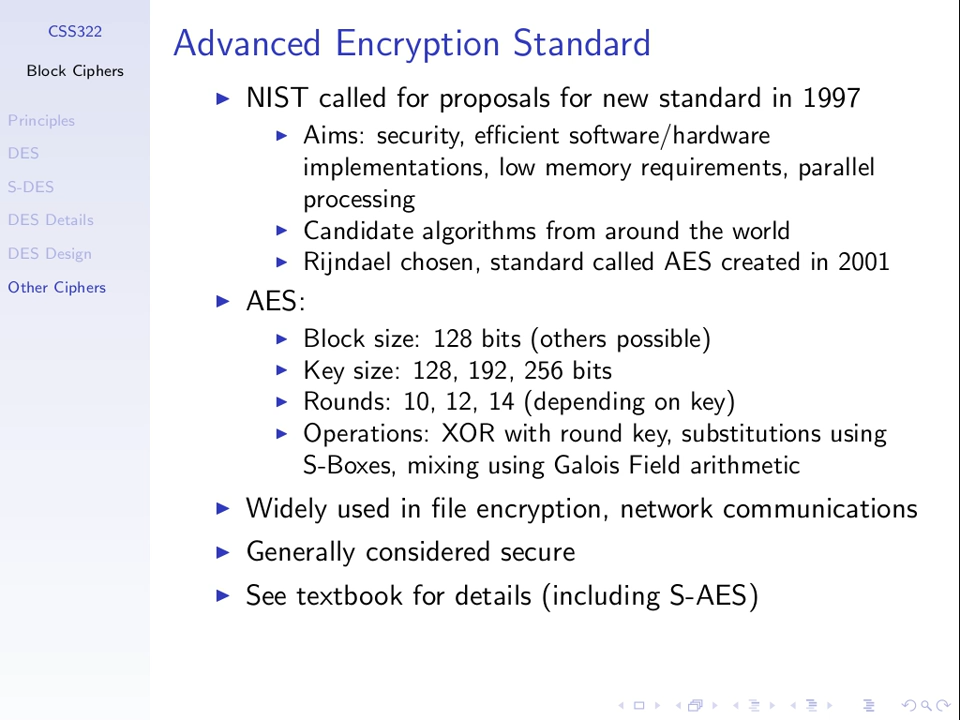 CSS322
Block Ciphers
Principles
DES
S-DES
DES Details
DES Design
Other Ciphers
Advanced Encryption Standard
NIST called for proposals for new standard in 1997
Aims: security, efficient software/hardware
implementations, low memory requirements, parallel
processing
Candidate algorithms from around the world
Rijndael chosen, standard called AES created in 2001
AES:
Block size: 128 bits (others possible)
Key size: 128, 192, 256 bits
Rounds: 10, 12, 14 (depending on key)
Operations: XOR with round key, substitutions using
S-Boxes, mixing using Galois Field arithmetic
Widely used in file encryption, network communications
Generally considered secure
See textbook for details (including S-AES)